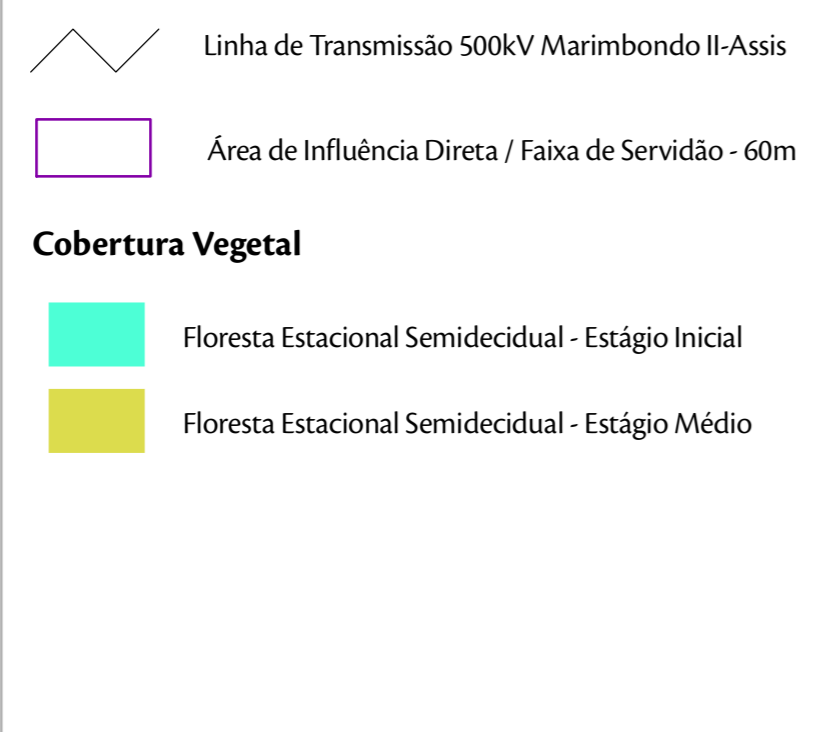 Linha de Transmissão 500kV Marimbondo II-Assis
Área de Influência Direta / Faixa de Servidão - 60m
Cobertura Vegetal
Floresta Estacional Semidecidual - Estágio Inicial
Floresta Estacional Semidecidual - Estágio Médio